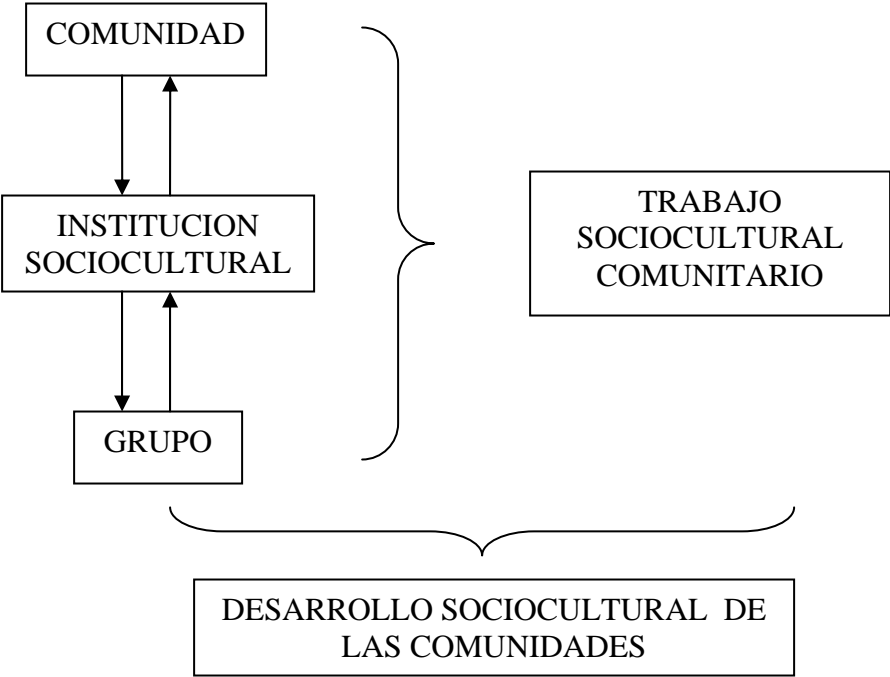 COMUNIDAD
INSTITUCION
SOCIOCULTURAL
GRUPO
TRABAJO
SOCIOCULTURAL
COMUNITARIO
DESARROLLO SOCIOCULTURAL DE
LAS COMUNIDADES